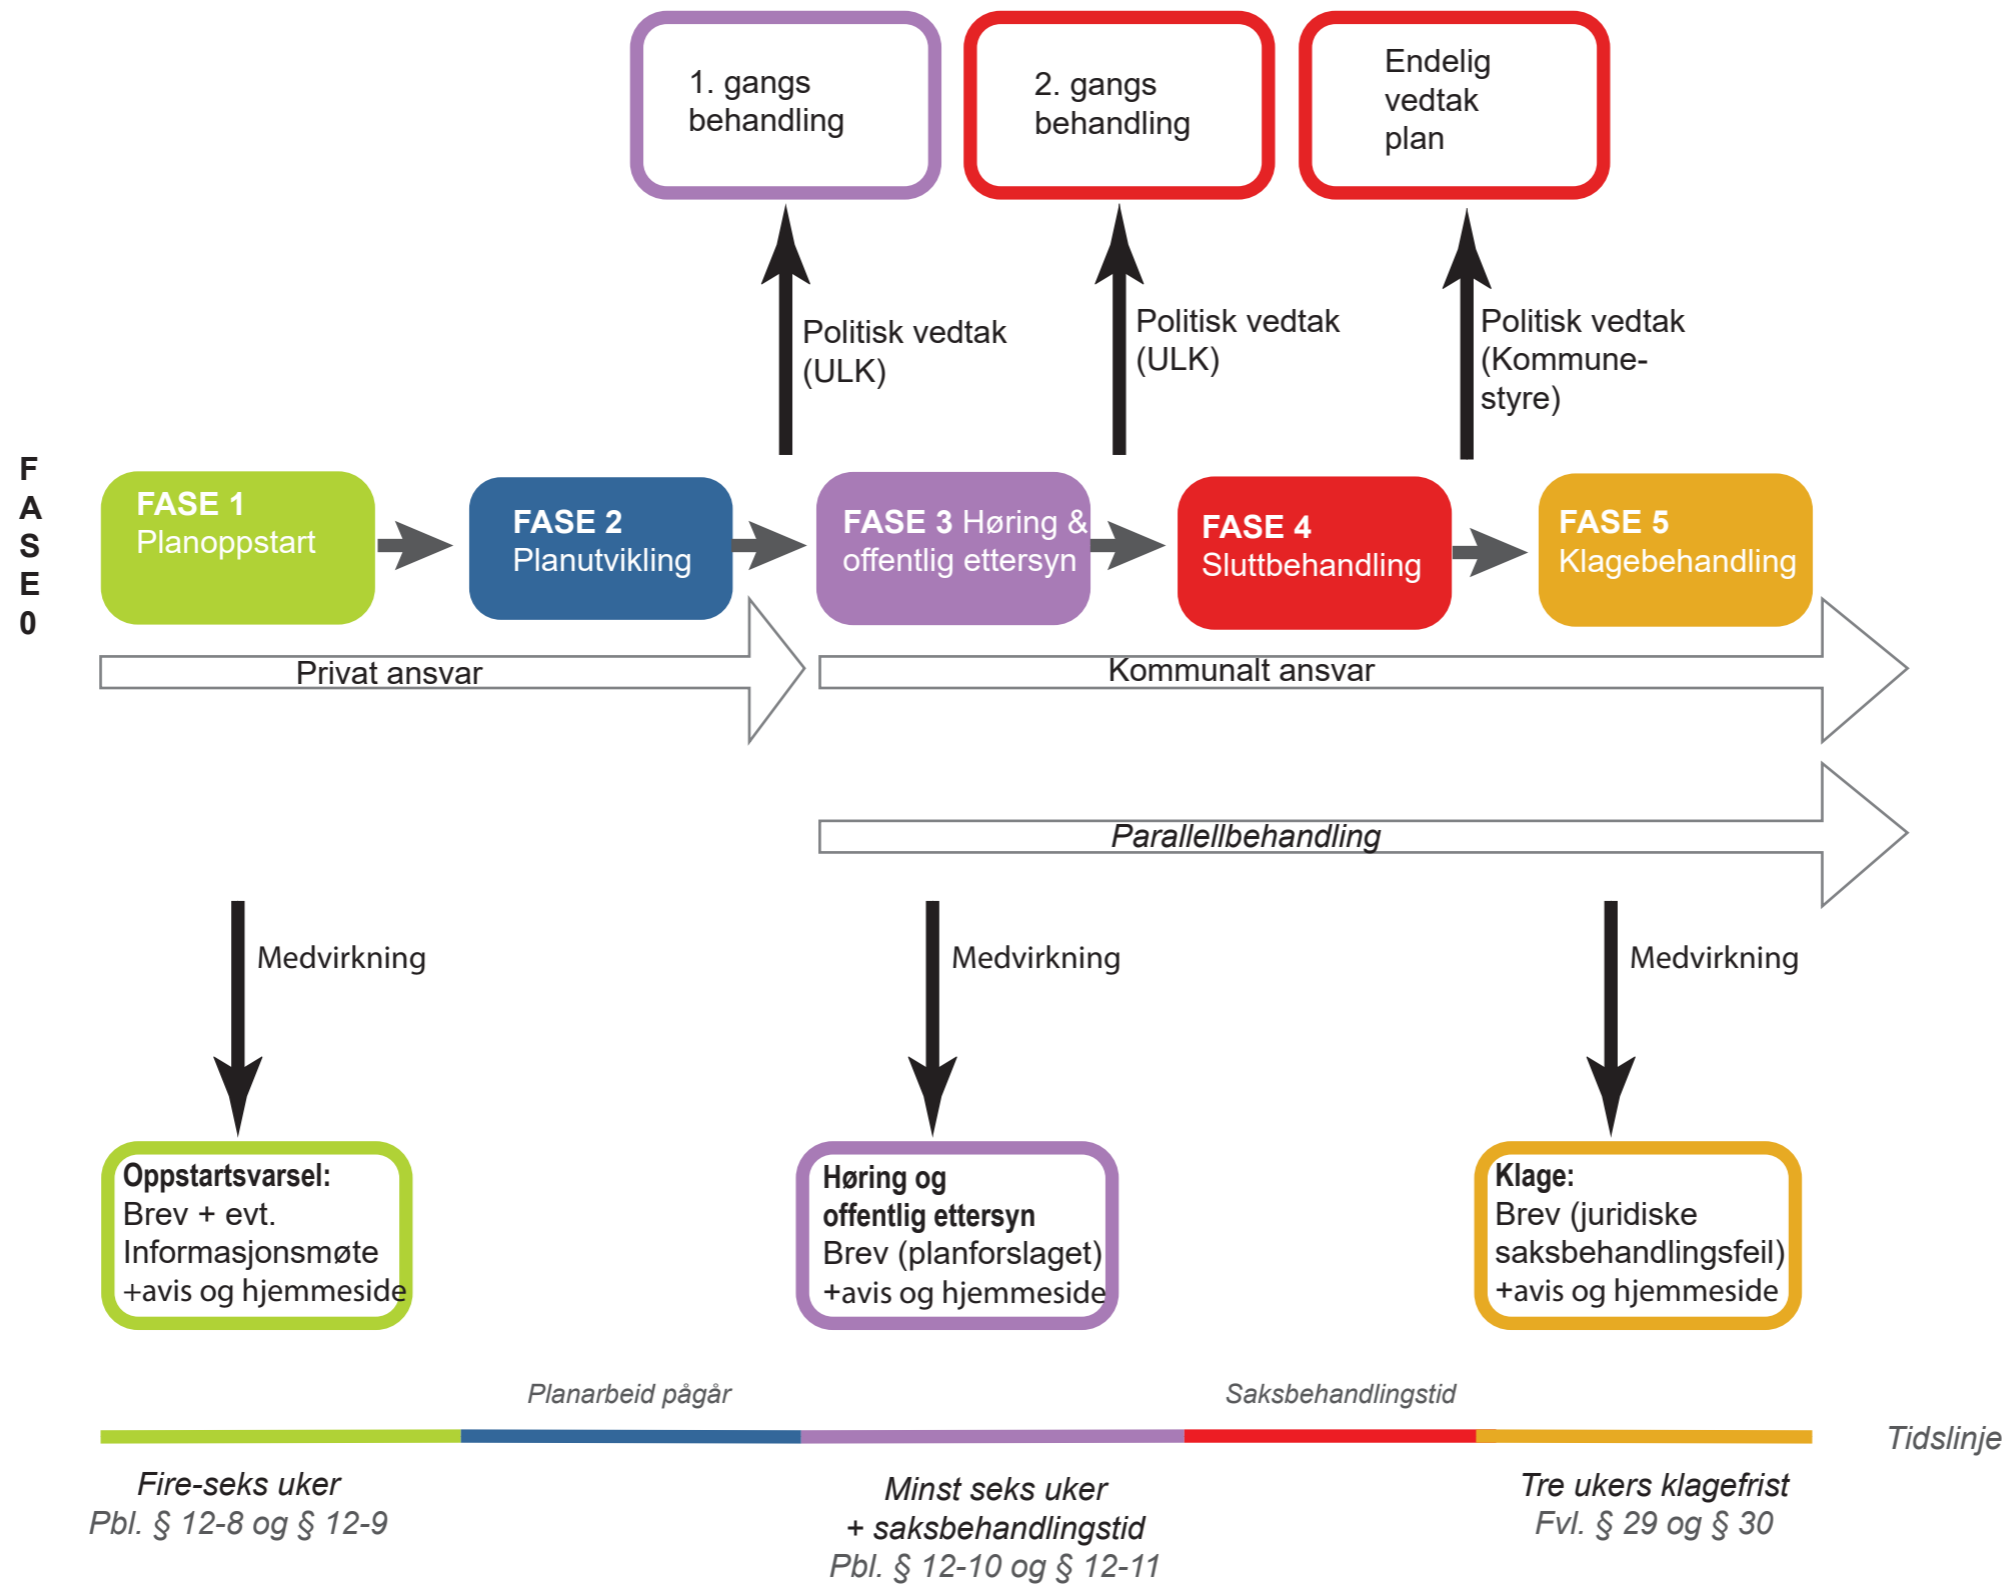 1. gangs
behandling
2. gangs
behandling
Endelig
vedtak
plan
Politisk vedtak
(ULK)
Politisk vedtak
(ULK)
Politisk vedtak
(Kommune-
styre)
F
A
S
E
0
FASE 1
Planoppstart
FASE 2
Planutvikling
FASE 3 Høring &
offentlig ettersyn
FASE 4
Sluttbehandling
FASE 5
Klagebehandling
Privat ansvar
Kommunalt ansvar
Parallellbehandling
Medvirkning
Medvirkning
Medvirkning
Oppstartsvarsel:
Brev + evt.
Informasjonsmøte
+avis og hjemmeside
Høring og
offentlig ettersyn
Brev (planforslaget)
+avis og hjemmeside
Klage:
Brev (juridiske
saksbehandlingsfeil)
+avis og hjemmeside
Planarbeid pågår
Saksbehandlingstid
Tidslinje
Fire-seks uker
Pbl. § 12-8 og § 12-9
Minst seks uker
+ saksbehandlingstid
Pbl. § 12-10 og § 12-11
Tre ukers klagefrist
Fvl. § 29 og § 30